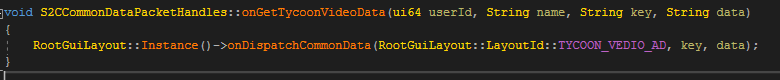 void S2CCommonDataPacketHandles::onGetTycoonVideoData(ui64 userId, String name, String key, String data)
{
RootGuiLayout::Instance()->onDispatchCommonData(RootGuiLayout::LayoutId::TYCOON_VEDIO_AD, key, data);
}